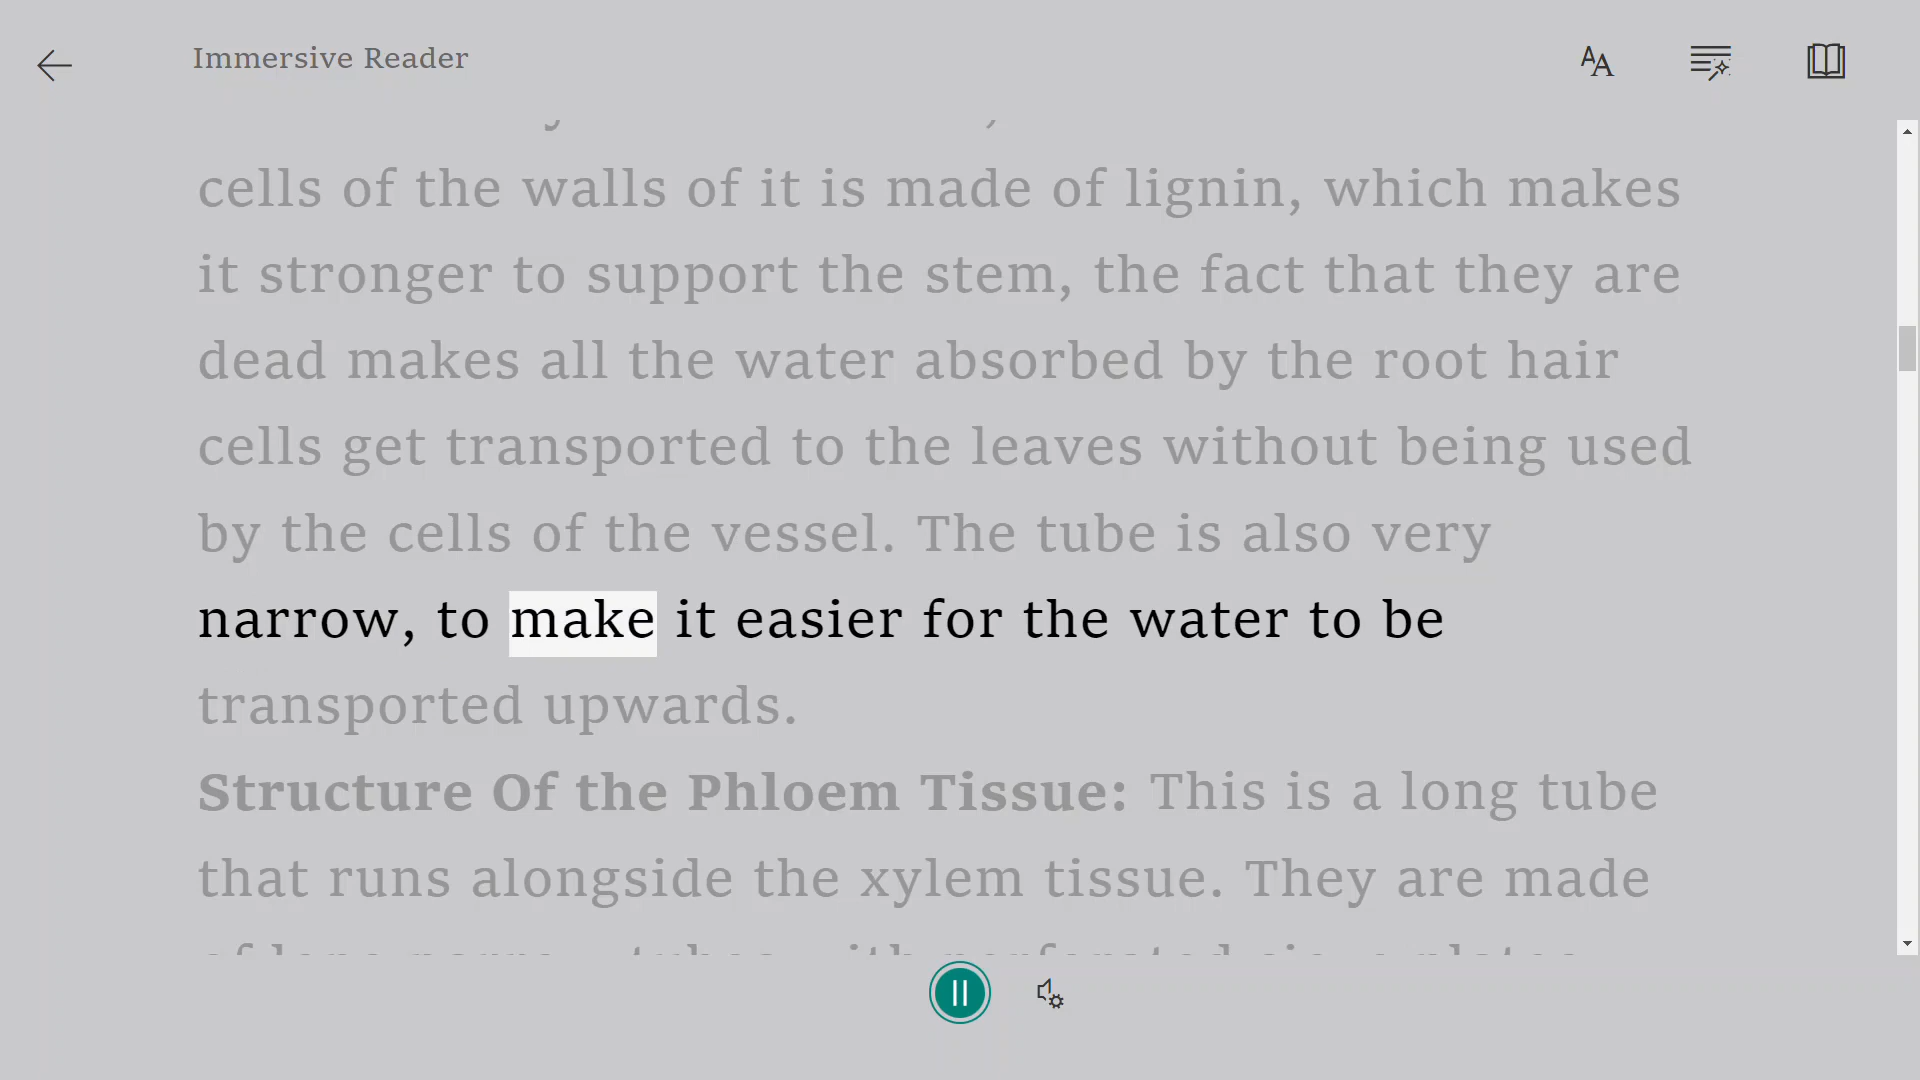 Immersive Reader
cells of the walls of it is made of lignin, which makes
it stronger to support the stem, the fact that they are
dead makes all the water absorbed by the root hair
cells get transported to the leaves without being used
by the cells of the vessel. The tube is also very
narrow, to make it easier for the water to be
transported upwards.
Structure Of the Phloem Tissue: This is a long tube
that runs alongside the xylem tissue. They are made